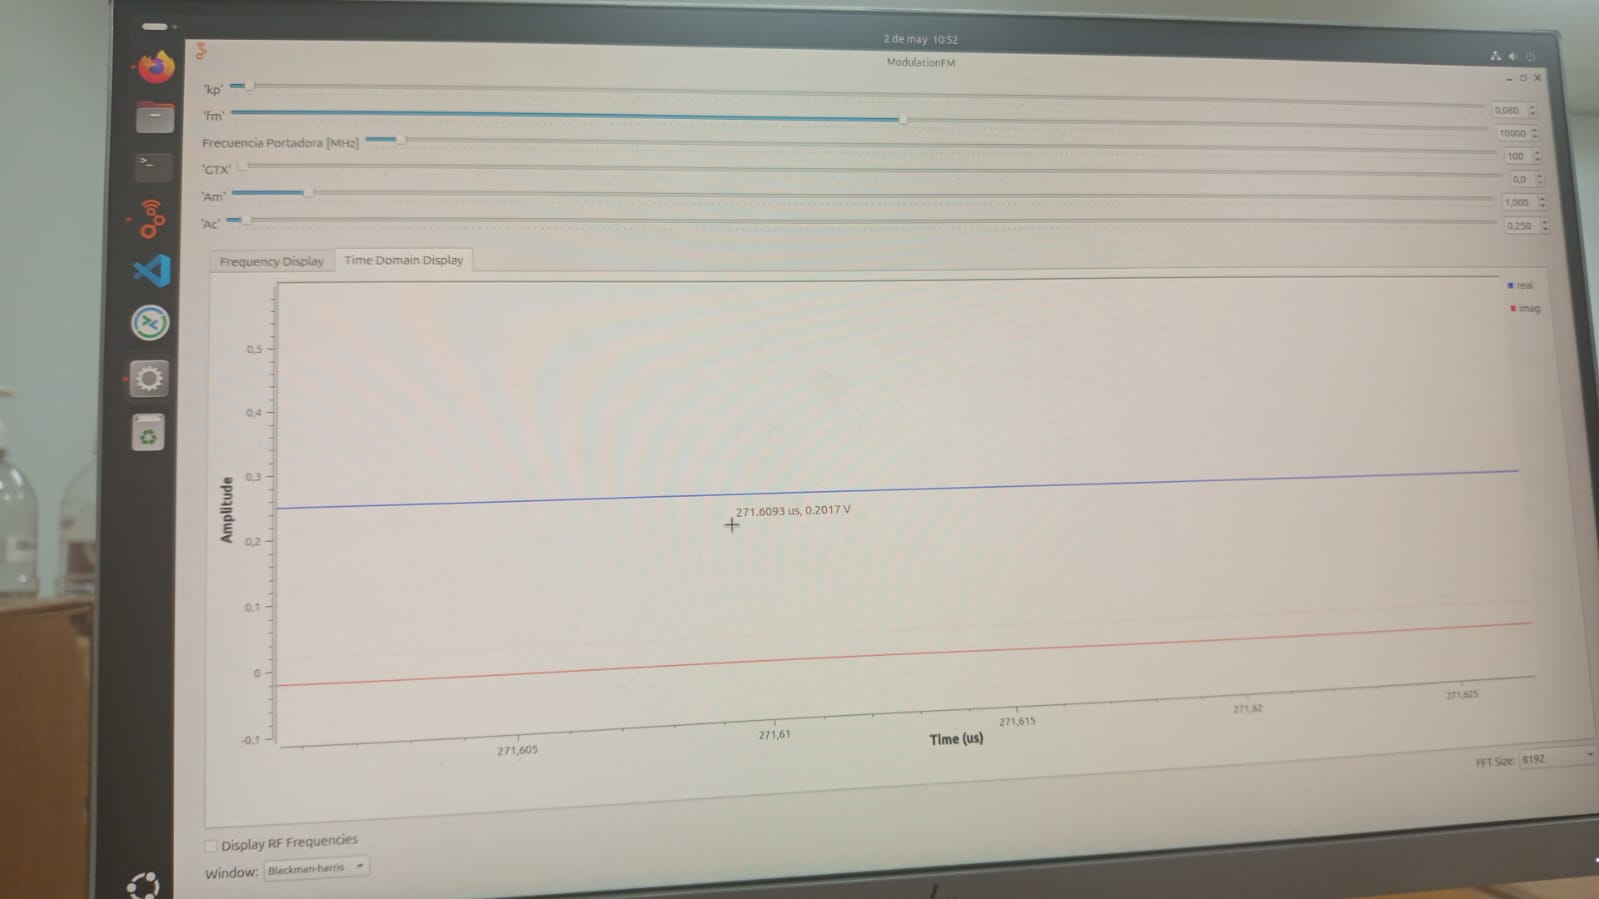 2 de may 10:52
ModulacionFM
'kp' 0,080
'fm' 10000
Frecuencia Portadora [MHz] 100
'GTX' 0,0
'Am' 1,000
'Ac' 0,250
Frequency Display Time Domain Display
real
imag
0,5
0,4
0,3
0,2
0,1
0
-0,1
Amplitude
271.6093 us, 0.2017 V
271,605 271,61 271,615 271,62 271,625
Time (us)
FFT Size: 8192
Display RF Frequencies
Window: Blackman-harris